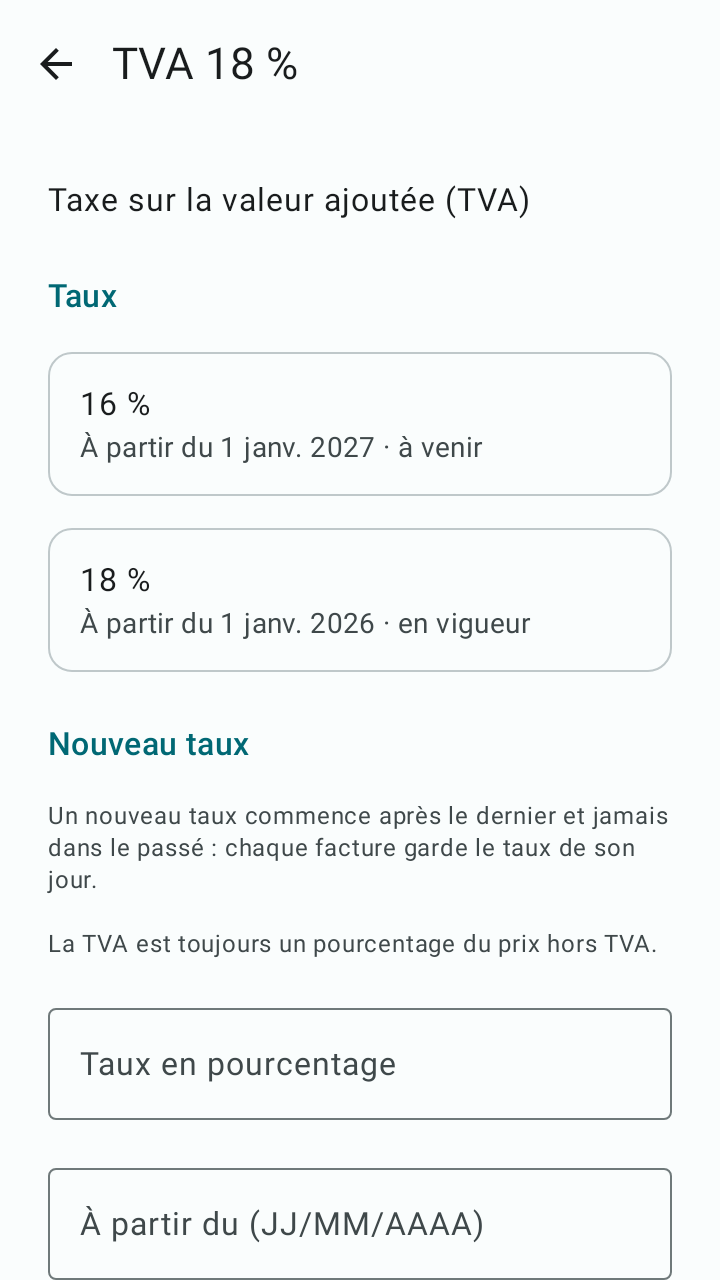 TVA 18 %
Taxe sur la valeur ajoutée (TVA)
Taux
16 %
À partir du 1 janv. 2027 · à venir
18 %
À partir du 1 janv. 2026 · en vigueur
Nouveau taux
Un nouveau taux commence après le dernier et jamais
dans le passé : chaque facture garde le taux de son
jour.
La TVA est toujours un pourcentage du prix hors TVA.
Taux en pourcentage
À partir du (JJ/MM/AAAA)